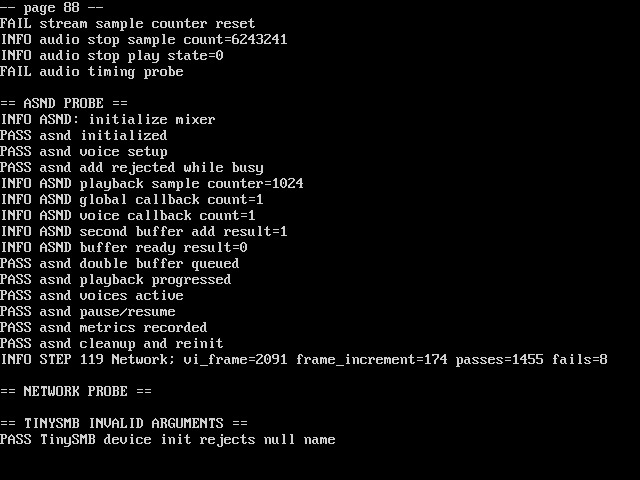 -- page 88 --
FAIL stream sample counter reset
INFO audio stop sample count=6243241
INFO audio stop play state=0
FAIL audio timing probe
== ASND PROBE ==
INFO ASND: initialize mixer
PASS asnd initialized
PASS asnd voice setup
PASS asnd add rejected while busy
INFO ASND playback sample counter=1024
INFO ASND global callback count=1
INFO ASND voice callback count=1
INFO ASND second buffer add result=1
INFO ASND buffer ready result=0
PASS asnd double buffer queued
PASS asnd playback progressed
PASS asnd voices active
PASS asnd pause/resume
PASS asnd metrics recorded
PASS asnd cleanup and reinit
INFO STEP 119 Network; vi_frame=2091 frame_increment=174 passes=1455 fails=8
== NETWORK PROBE ==
== TINYSMB INVALID ARGUMENTS ==
PASS TinySMB device init rejects null name